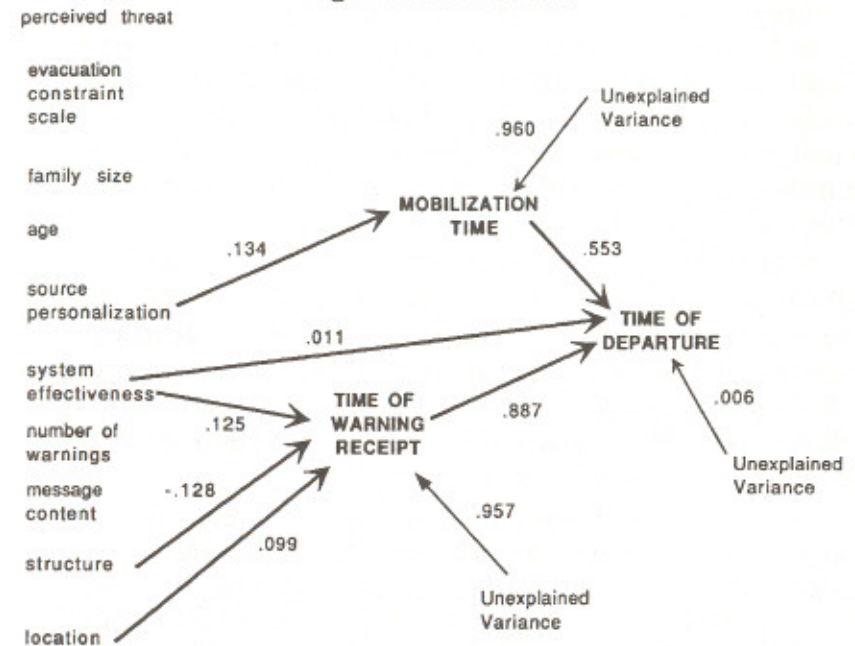 perceived threat
evacuation
constraint
scale
Unexplained
Variance
.960
family size
MOBILIZATION
TIME
age
.134
.553
source
personalization
.011
TIME OF
DEPARTURE
system
effectiveness
.125
TIME OF
WARNING
RECEIPT
.887
.006
number of
warnings
Unexplained
Variance
message
content
-.128
.957
.099
structure
Unexplained
Variance
location